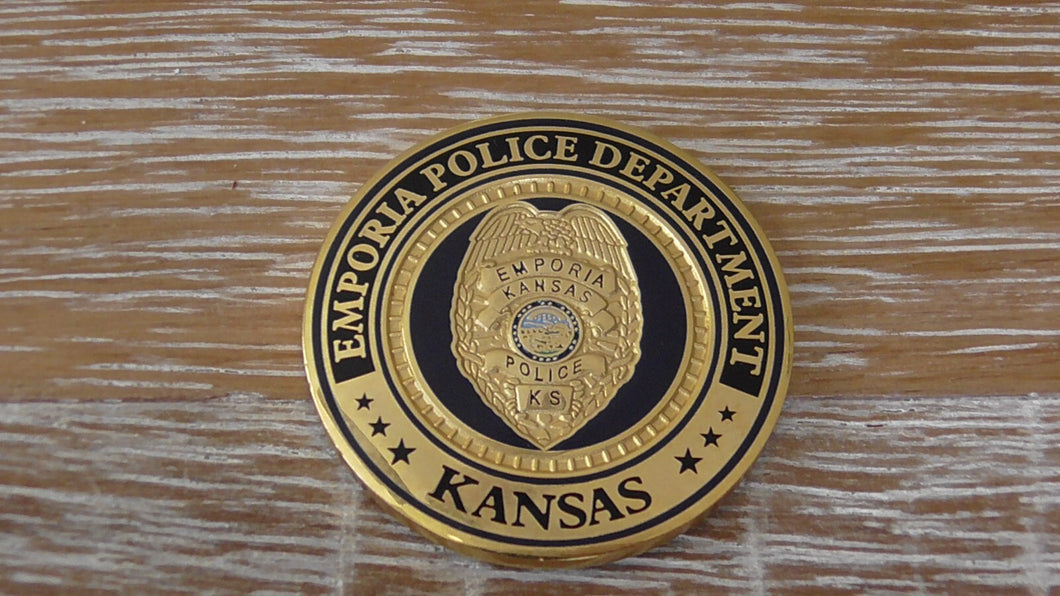 EMPORIA POLICE DEPARTMENT
EMPORIA
KANSAS
POLICE
KS
KANSAS